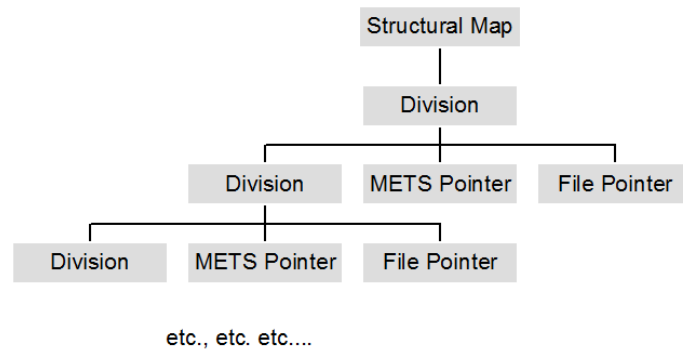 Structural Map
Division
Division
METS Pointer
File Pointer
Division
METS Pointer
File Pointer
etc., etc. etc....